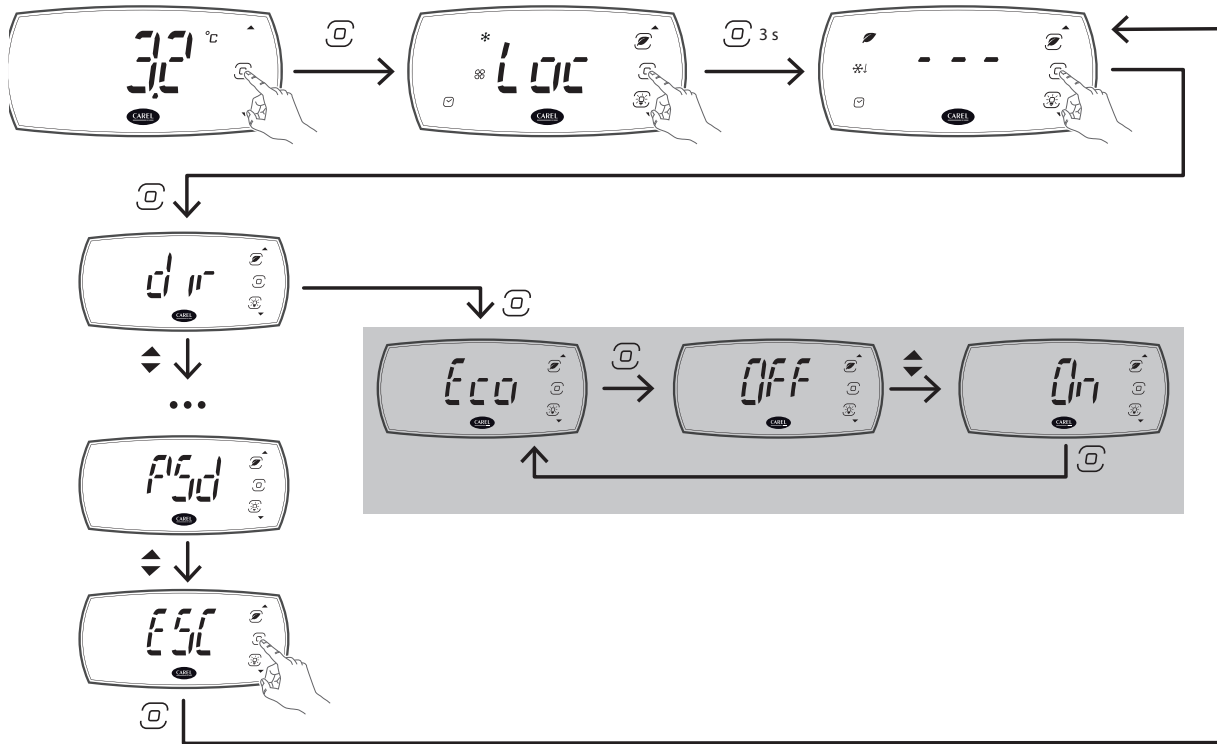 3.2 °C
CAREL
Loc
CAREL
3 s
- - -
CAREL
dir
CAREL
Eco
CAREL
OFF
CAREL
On
CAREL
•••
PSd
CAREL
ESC
CAREL